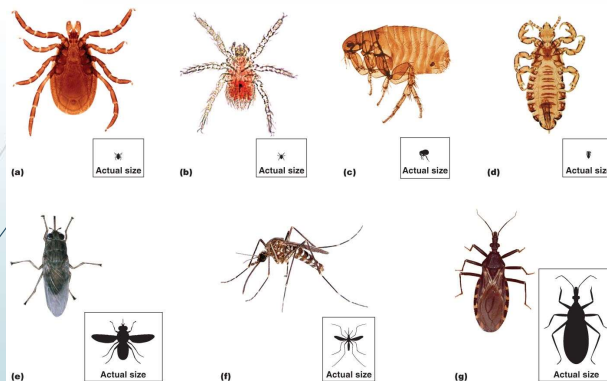 Actual size
(a)
Actual size
(b)
Actual size
(c)
Actual size
(d)
Actual size
(e)
Actual size
(f)
Actual size
(g)